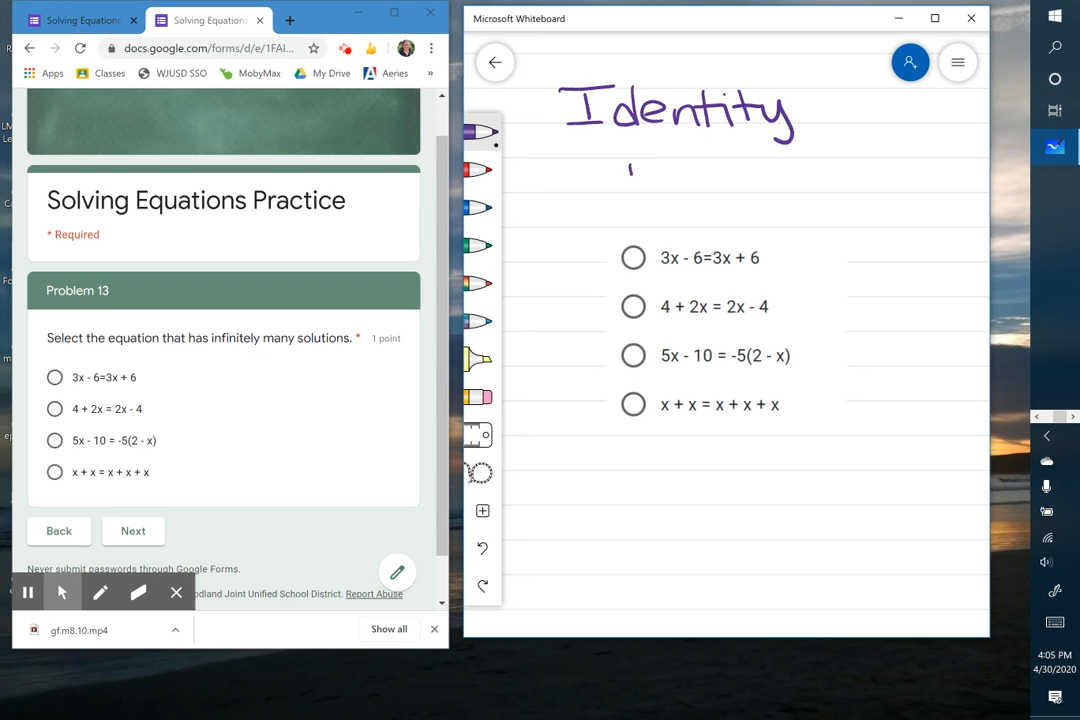 Solving Equations
Solving Equations
docs.google.com/forms/d/e/1FAI...
Apps
Classes
WJUSD SSO
MobyMax
My Drive
Aeries
»
Solving Equations Practice
* Required
Problem 13
Select the equation that has infinitely many solutions. * 1 point
3x - 6=3x + 6
4 + 2x = 2x - 4
5x - 10 = -5(2 - x)
x + x = x + x + x
Back
Next
Never submit passwords through Google Forms.
odland Joint Unified School District. Report Abuse
gf.m8.10.mp4
Show all
Microsoft Whiteboard
Identity
3x - 6=3x + 6
4 + 2x = 2x - 4
5x - 10 = -5(2 - x)
x + x = x + x + x
4:05 PM
4/30/2020